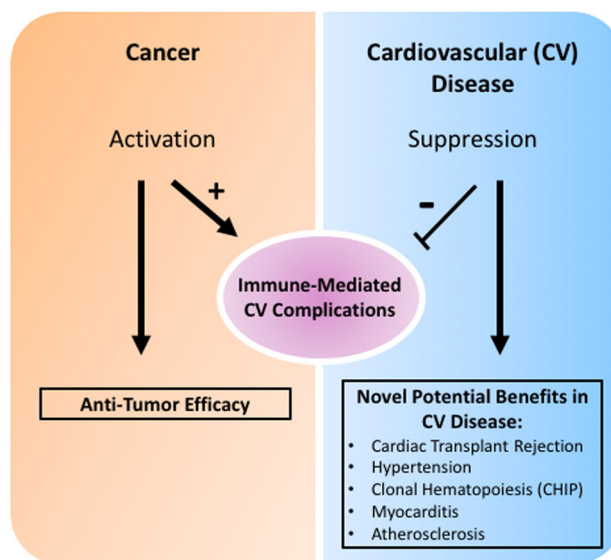 Cancer
Cardiovascular (CV)
Disease
Activation
Suppression
+
-
Immune-Mediated
CV Complications
Anti-Tumor Efficacy
Novel Potential Benefits in
CV Disease:
• Cardiac Transplant Rejection
• Hypertension
• Clonal Hematopoiesis (CHIP)
• Myocarditis
• Atherosclerosis